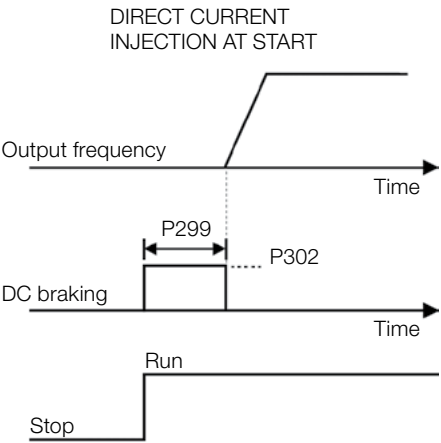 DIRECT CURRENT
INJECTION AT START
Output frequency
Time
P299
P302
DC braking
Time
Run
Stop